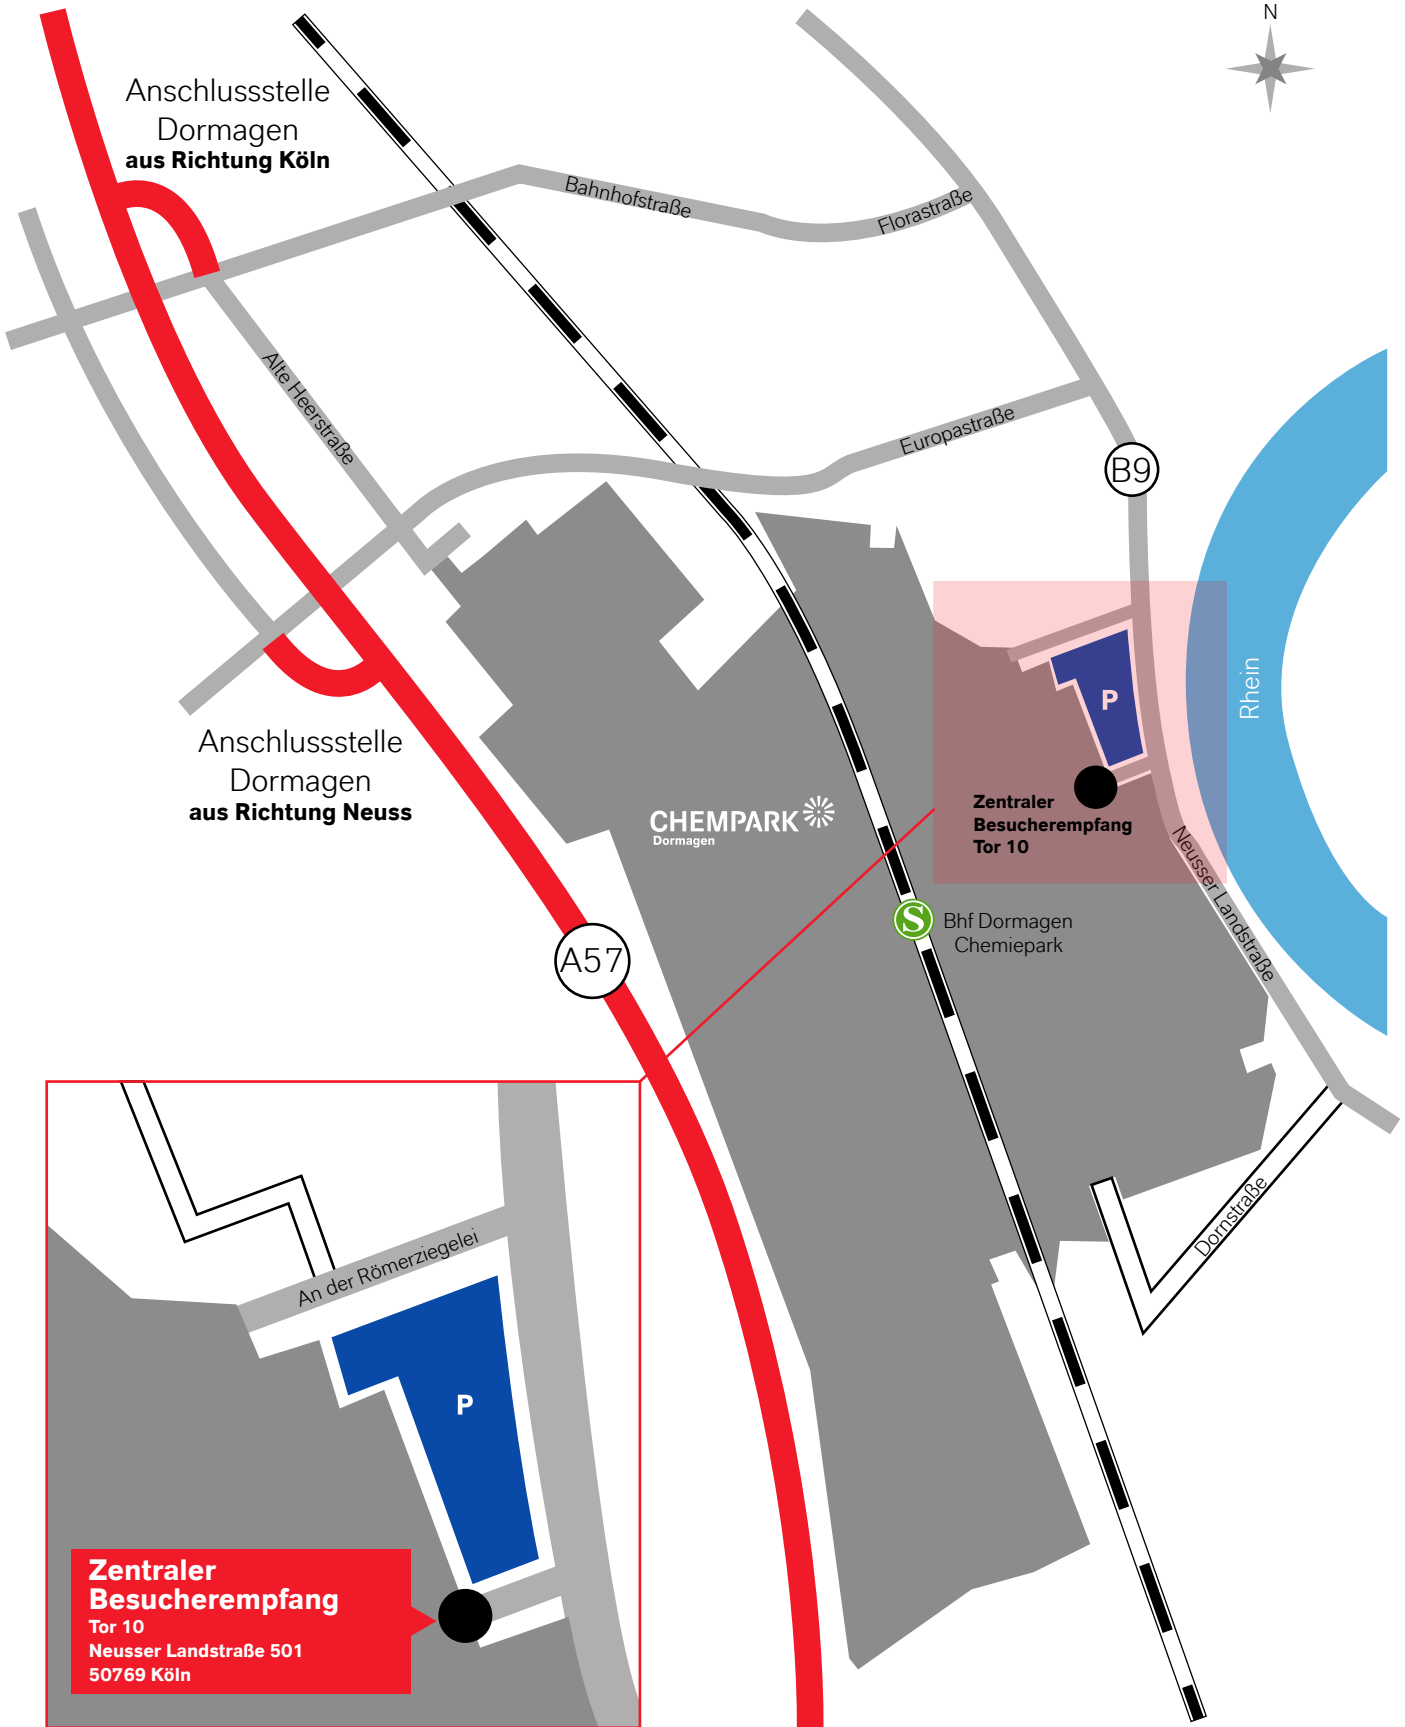 N
Anschlussstelle
Dormagen
aus Richtung Köln
Bahnhofstraße
Florastraße
Alte Heerstraße
Europastraße
B9
Rhein
P
Anschlussstelle
Dormagen
aus Richtung Neuss
CHEMPARK
Dormagen
Zentraler
Besucherempfang
Tor 10
Neusser Landstraße
S
Bhf Dormagen
Chemiepark
A57
Dornstraße
An der Römerziegelei
P
Zentraler
Besucherempfang
Tor 10
Neusser Landstraße 501
50769 Köln